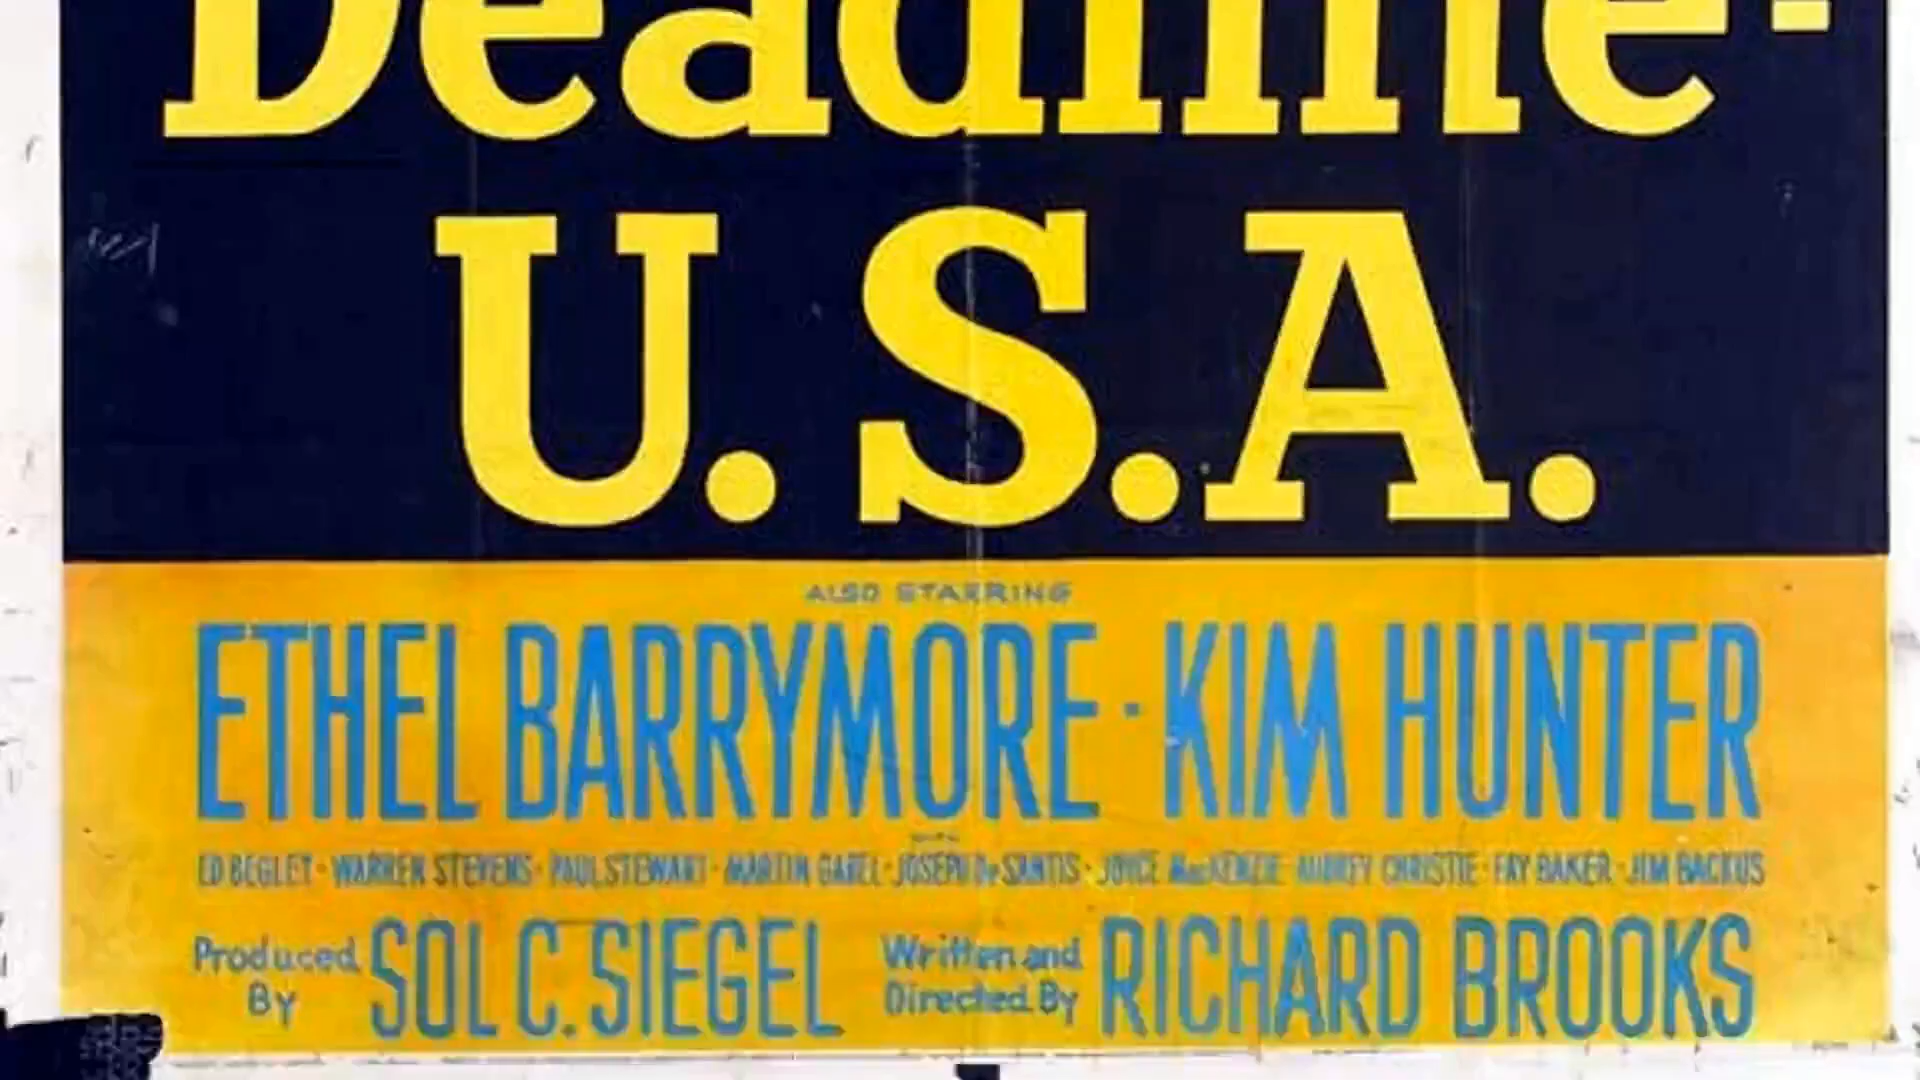 Deadline-
U.S.A.
ALSO STARRING
ETHEL BARRYMORE · KIM HUNTER
WITH
ED BEGLEY · WARREN STEVENS · PAUL STEWART · MARTIN GABEL · JOSEPH De SANTIS · JOYCE MacKENZIE · AUDREY CHRISTIE · FAY BAKER · JIM BACKUS
Produced By SOL C. SIEGEL Written and Directed By RICHARD BROOKS